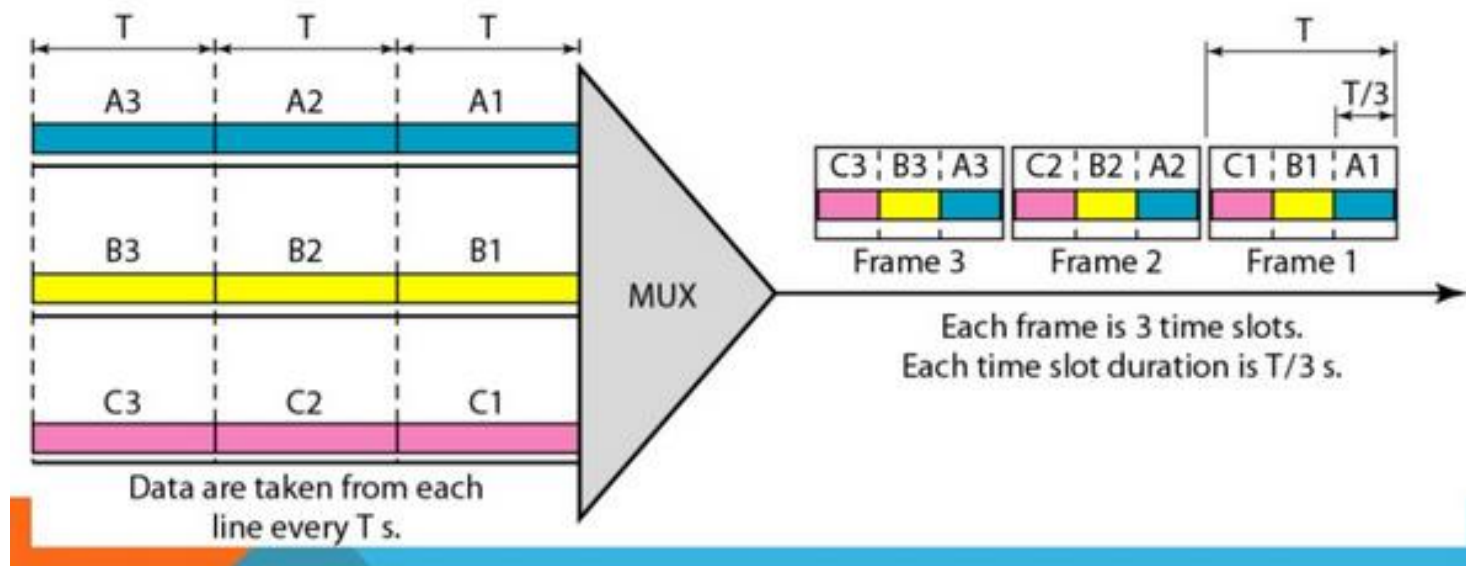 T T T
T
T/3
A3 A2 A1
C3 B3 A3 C2 B2 A2 C1 B1 A1
Frame 3 Frame 2 Frame 1
B3 B2 B1
MUX
Each frame is 3 time slots.
Each time slot duration is T/3 s.
C3 C2 C1
Data are taken from each
line every T s.